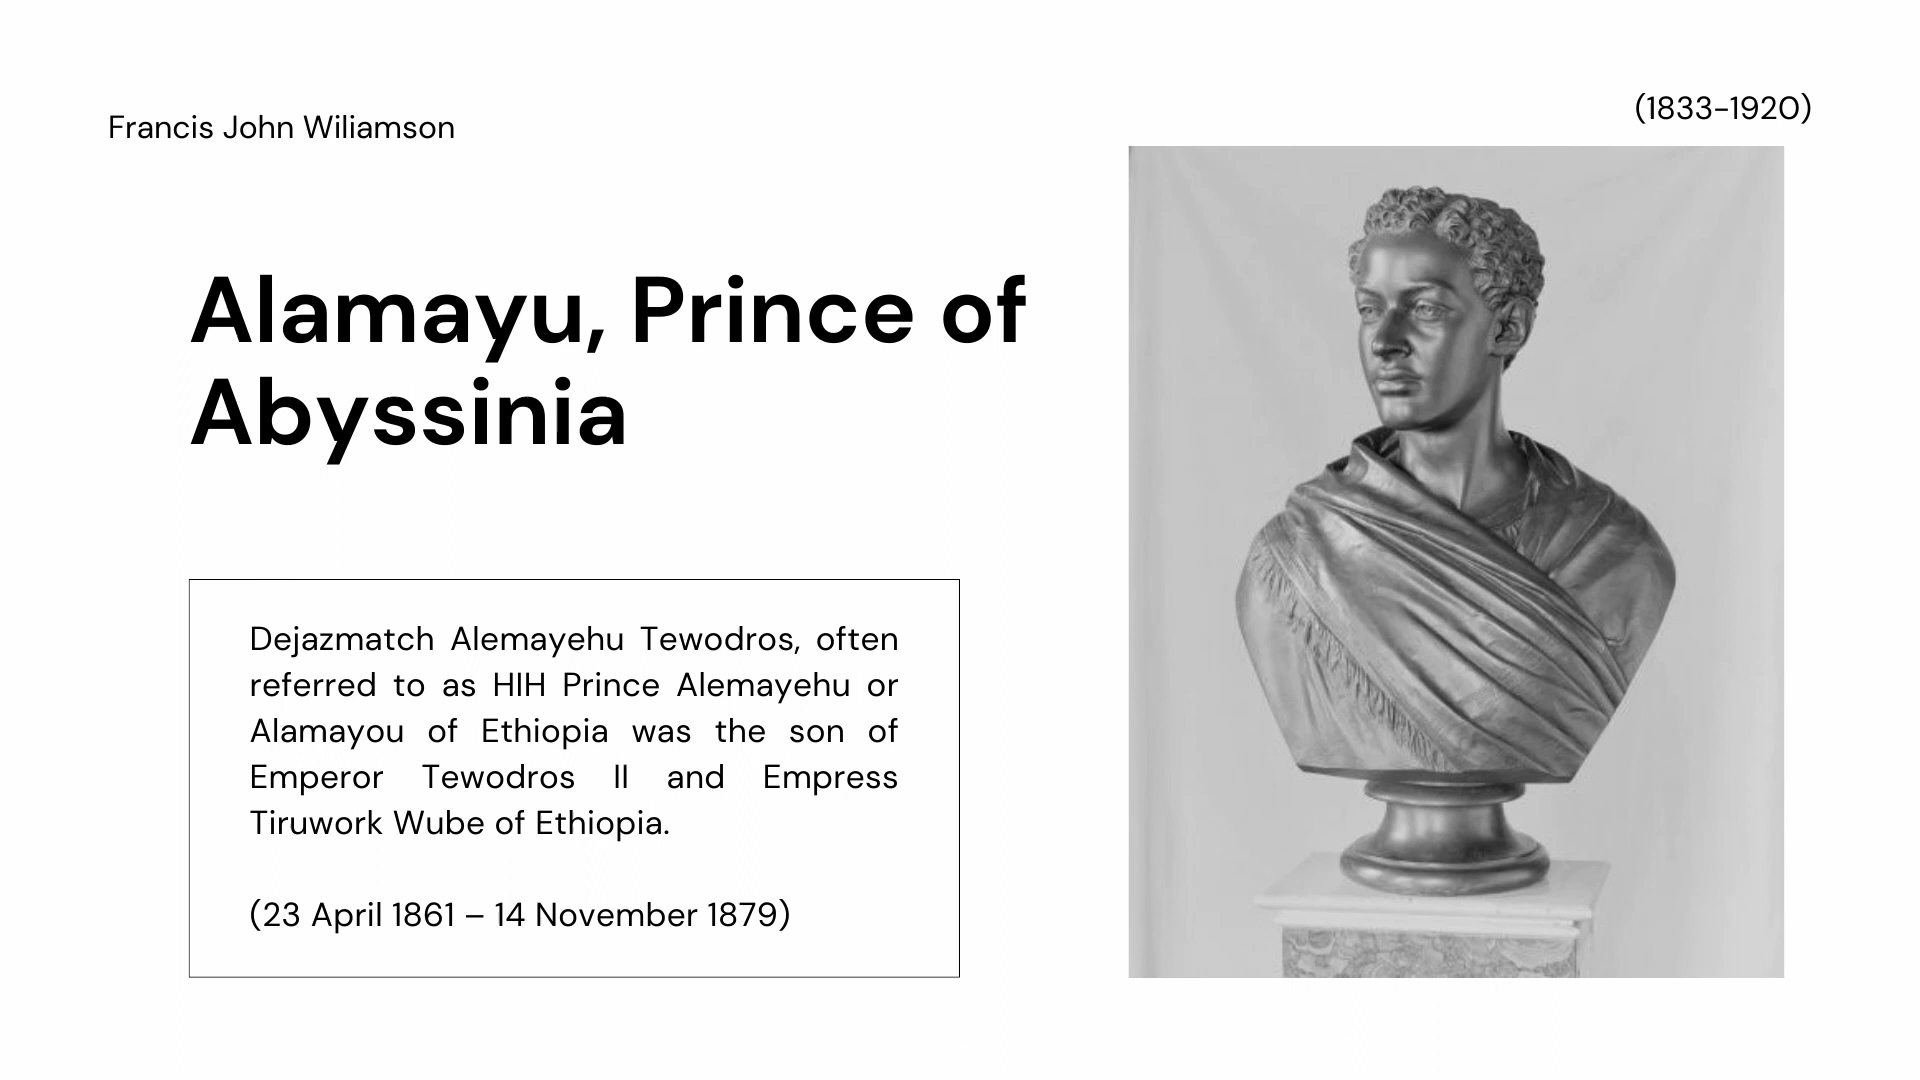 Francis John Wiliamson
(1833-1920)
Alamayu, Prince of
Abyssinia
Dejazmatch Alemayehu Tewodros, often
referred to as HIH Prince Alemayehu or
Alamayou of Ethiopia was the son of
Emperor Tewodros II and Empress
Tiruwork Wube of Ethiopia.
(23 April 1861 – 14 November 1879)